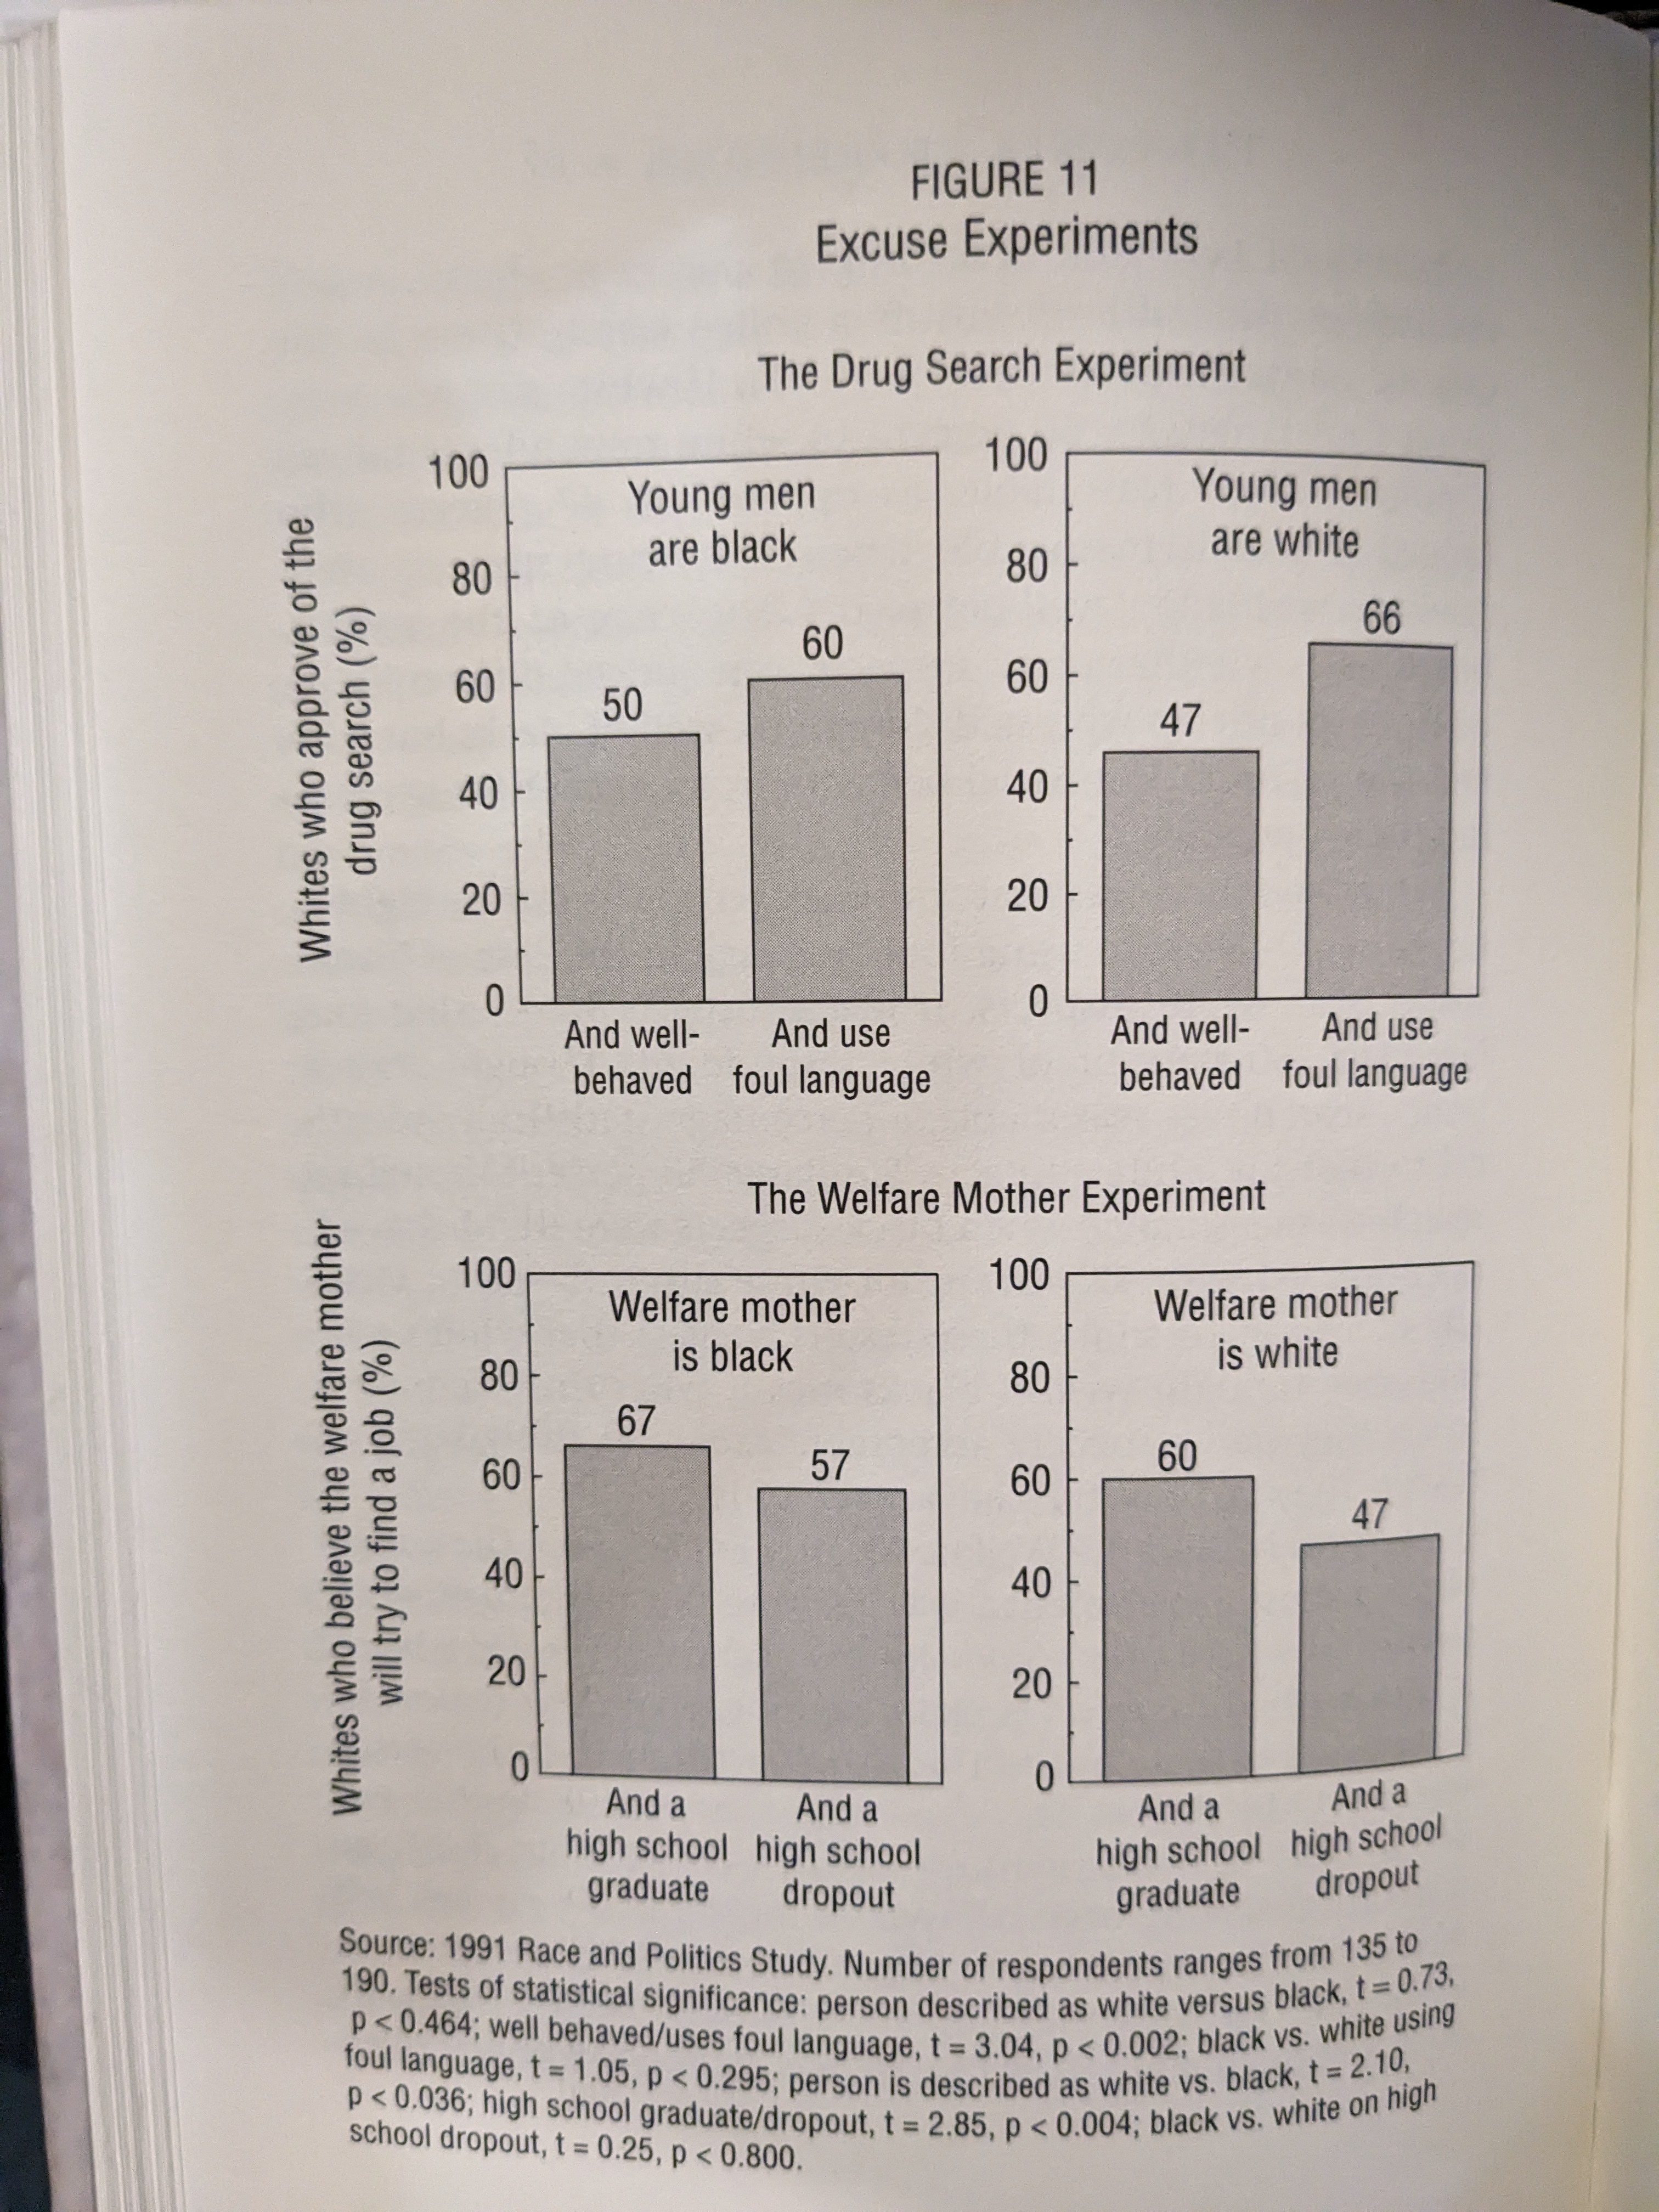 FIGURE 11
Excuse Experiments
The Drug Search Experiment
Whites who approve of the
drug search (%)
100
80
60
40
20
0
Young men
are black
50
60
And well-
behaved
And use
foul language
100
80
60
40
20
0
Young men
are white
47
66
And well-
behaved
And use
foul language
The Welfare Mother Experiment
Whites who believe the welfare mother
will try to find a job (%)
100
80
60
40
20
0
Welfare mother
is black
67
57
And a
high school
graduate
And a
high school
dropout
100
80
60
40
20
0
Welfare mother
is white
60
47
And a
high school
graduate
And a
high school
dropout
Source: 1991 Race and Politics Study. Number of respondents ranges from 135 to
190. Tests of statistical significance: person described as white versus black, t = 0.73,
p < 0.464; well behaved/uses foul language, t = 3.04, p < 0.002; black vs. white using
foul language, t = 1.05, p < 0.295; person is described as white vs. black, t = 2.10,
p < 0.036; high school graduate/dropout, t = 2.85, p < 0.004; black vs. white on high
school dropout, t = 0.25, p < 0.800.